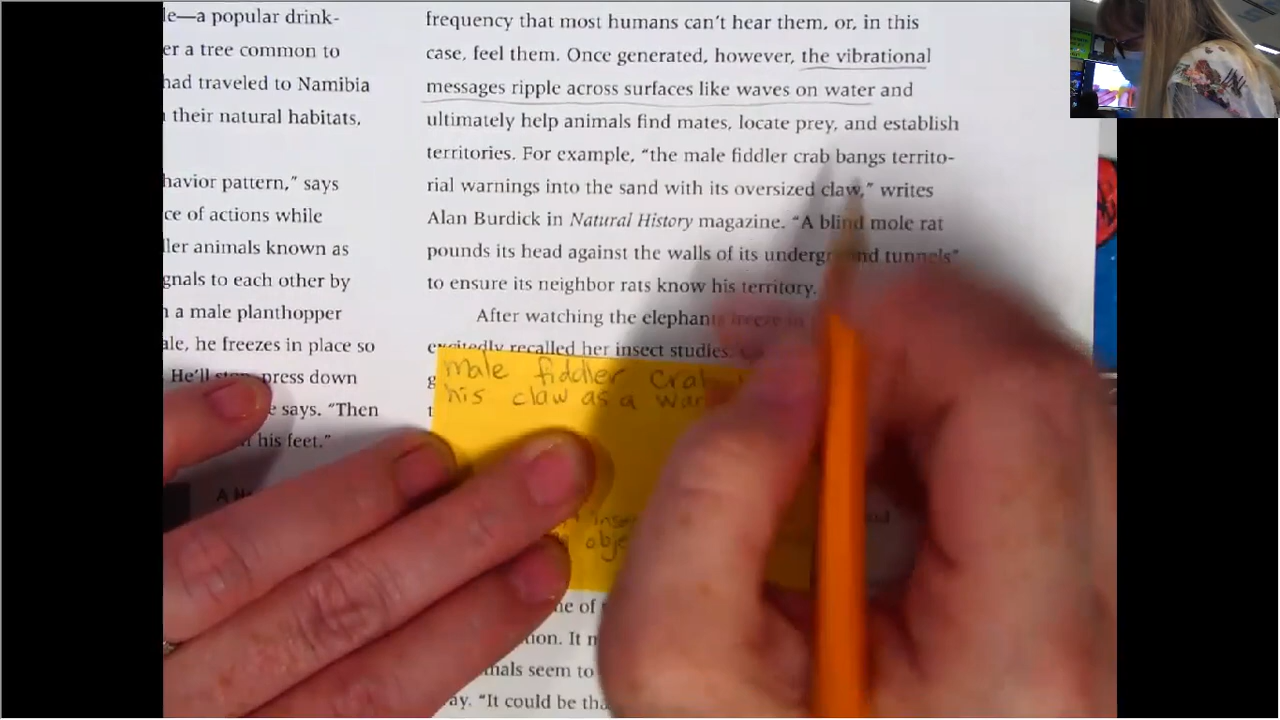 le—a popular drink-
er a tree common to
had traveled to Namibia
their natural habitats.
havior pattern,” says
ce of actions while
ller animals known as
gnals to each other by
a male planthopper
ale, he freezes in place so
He'll press down
e says. “Then
his feet.”
frequency that most humans can't hear them, or, in this
case, feel them. Once generated, however, the vibrational
messages ripple across surfaces like waves on water and
ultimately help animals find mates, locate prey, and establish
territories. For example, “the male fiddler crab bangs territo-
rial warnings into the sand with its oversized claw,” writes
Alan Burdick in Natural History magazine. “A blind mole rat
pounds its head against the walls of its underground tunnels”
to ensure its neighbor rats know his territory.
After watching the elephants freeze in
excitedly recalled her insect studies.
male fiddler Crab
his claw as a war
inse
obje
ne of
tion. It
mals seem to
ay. “It could be tha